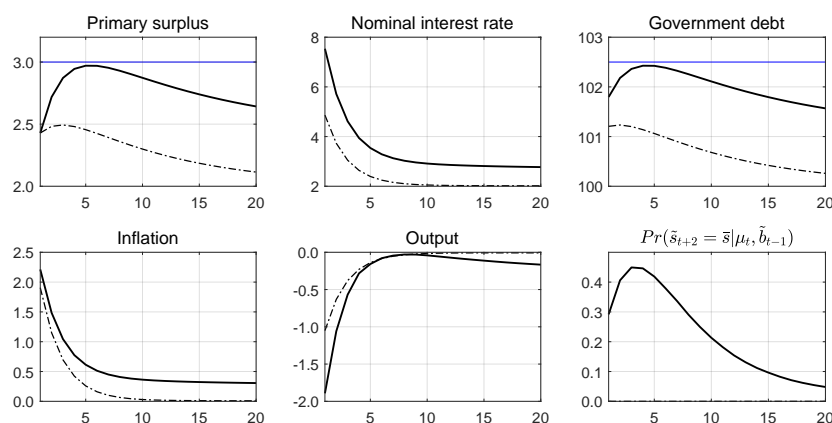 Primary surplus
3.0
2.5
2.0
5 10 15 20
Nominal interest rate
8
6
4
2
5 10 15 20
Government debt
103
102
101
100
5 10 15 20
Inflation
2.5
2.0
1.5
1.0
0.5
0.0
5 10 15 20
Output
0.0
-0.5
-1.0
-1.5
-2.0
5 10 15 20
Pr(s̃ₜ₊₂ = s̄|μₜ, b̃ₜ₋₁)
0.4
0.3
0.2
0.1
0.0
5 10 15 20